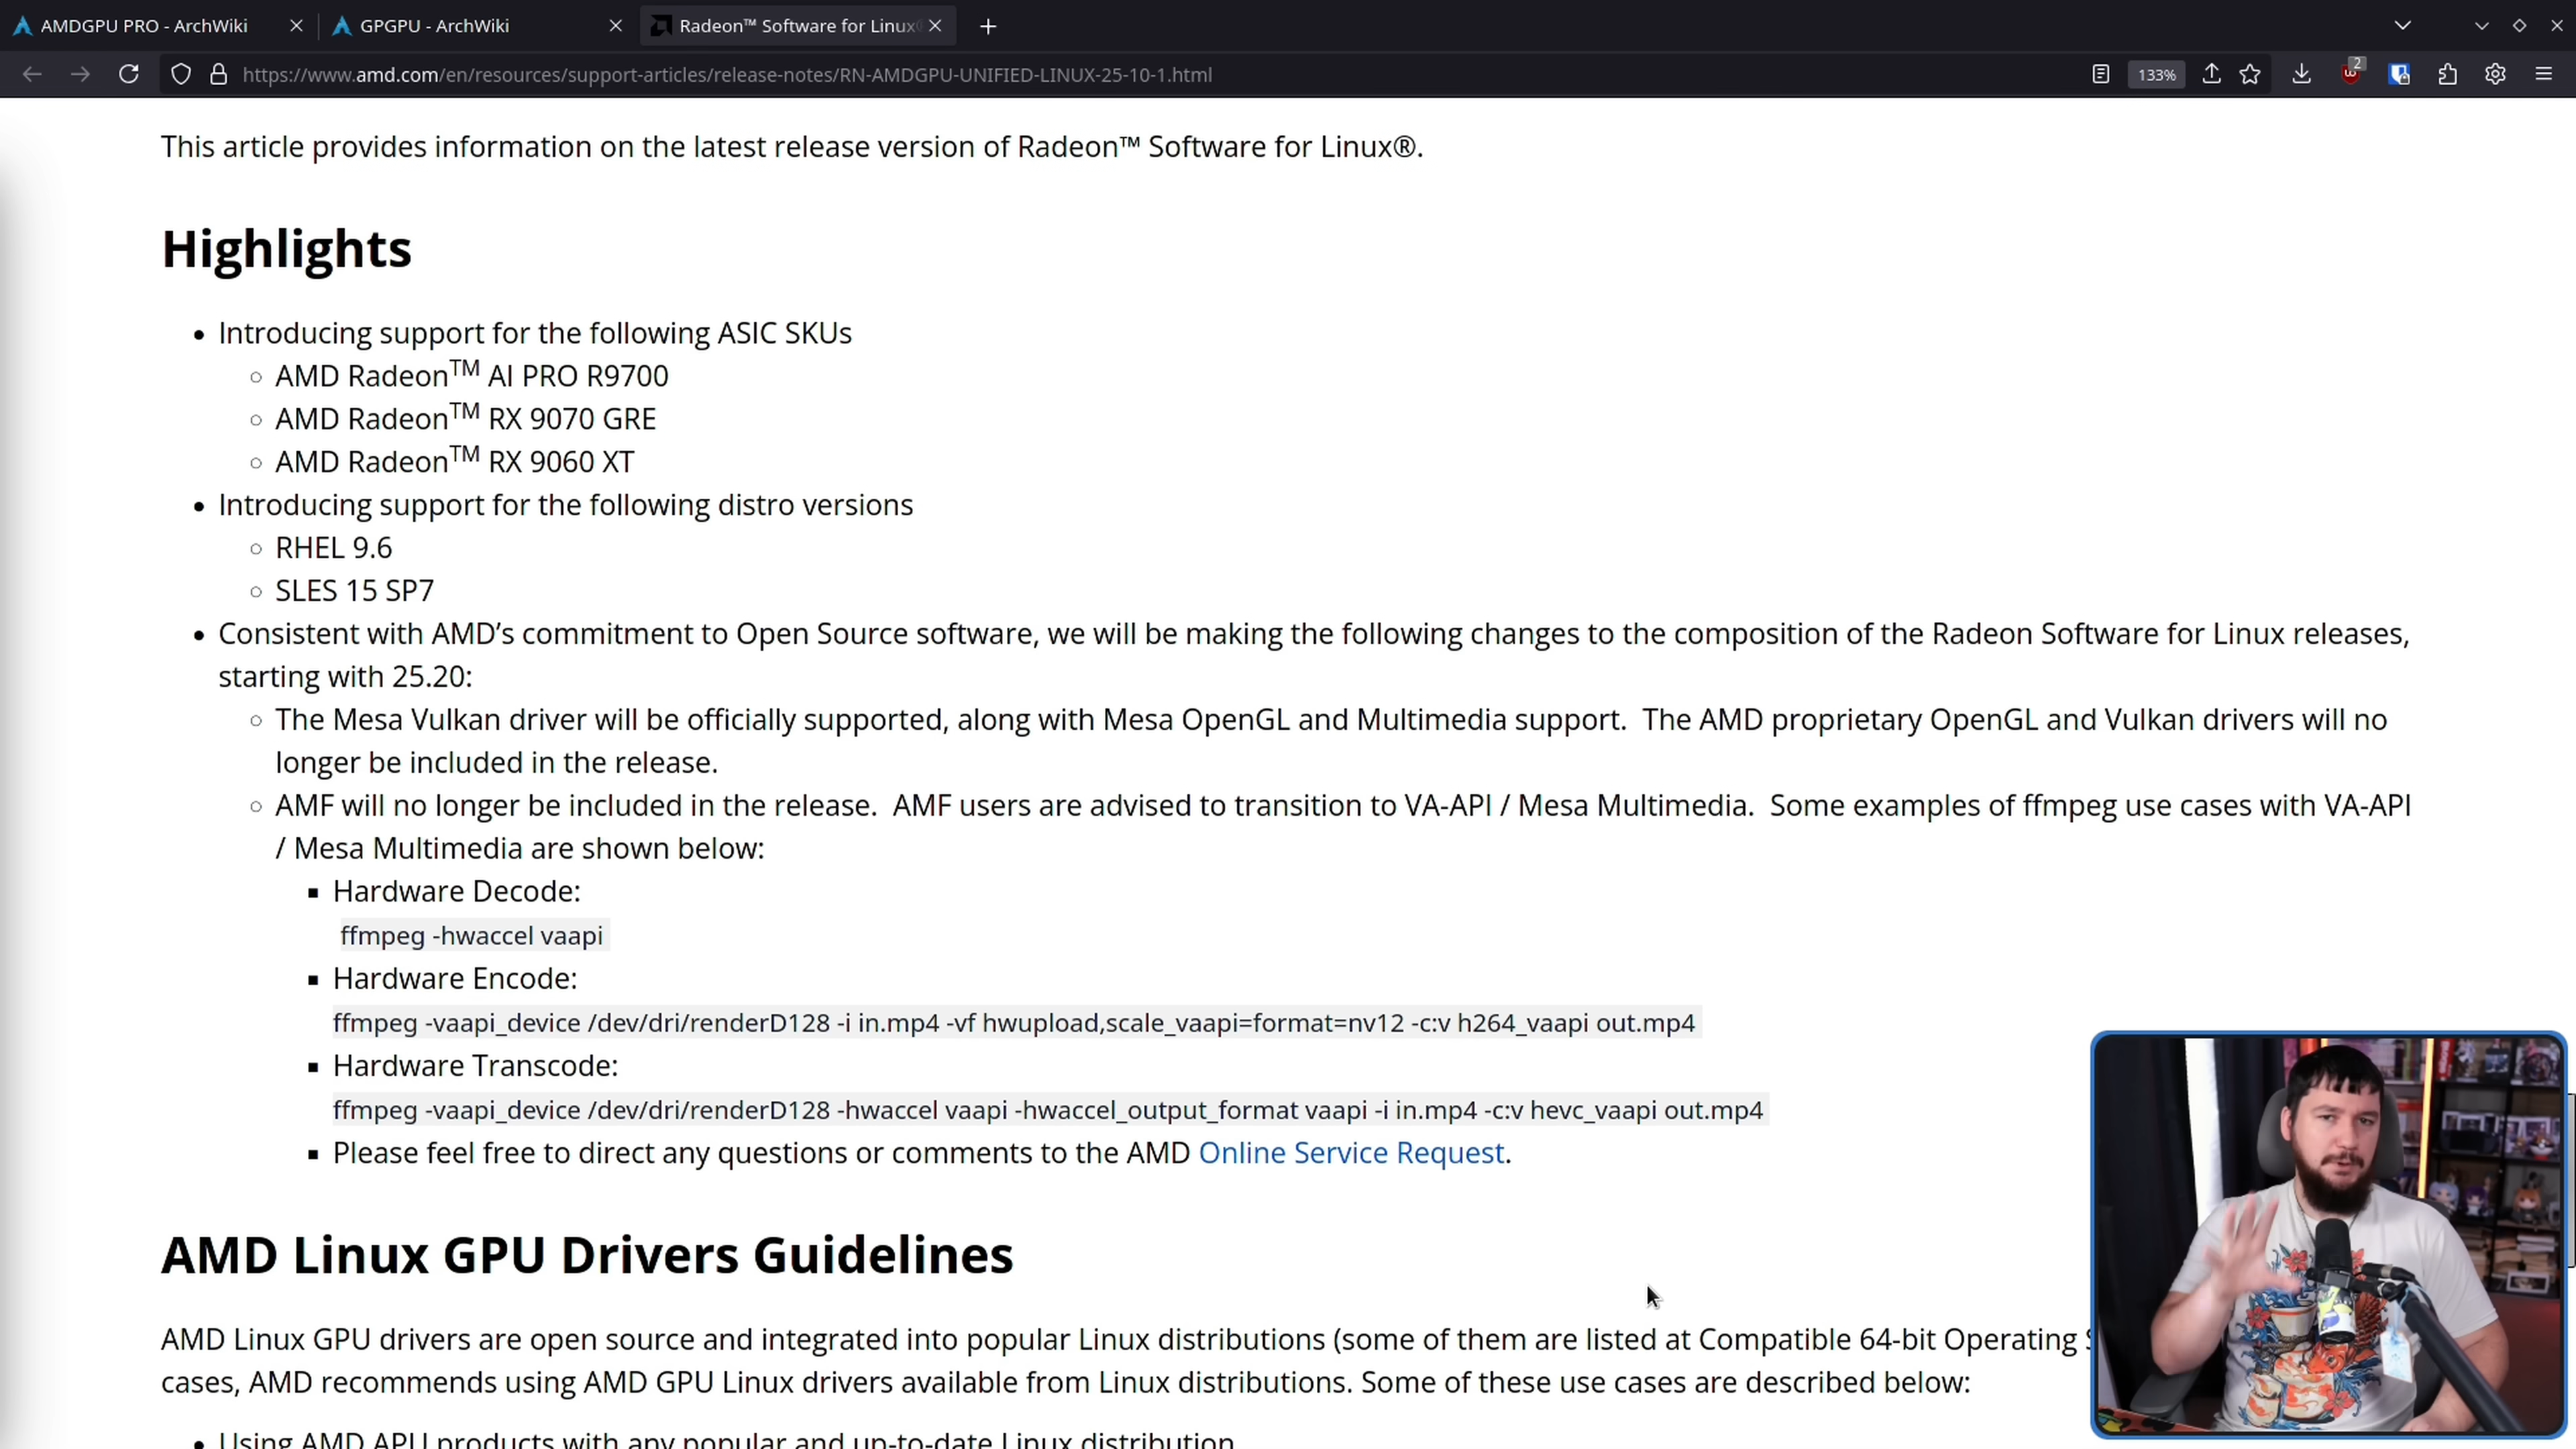 AMDGPU PRO - ArchWiki
GPGPU - ArchWiki
Radeon™ Software for Linux
https://www.amd.com/en/resources/support-articles/release-notes/RN-AMDGPU-UNIFIED-LINUX-25-10-1.html
133%
2
This article provides information on the latest release version of Radeon™ Software for Linux®.
Highlights
• Introducing support for the following ASIC SKUs
○ AMD Radeon™ AI PRO R9700
○ AMD Radeon™ RX 9070 GRE
○ AMD Radeon™ RX 9060 XT
• Introducing support for the following distro versions
○ RHEL 9.6
○ SLES 15 SP7
• Consistent with AMD’s commitment to Open Source software, we will be making the following changes to the composition of the Radeon Software for Linux releases,
starting with 25.20:
○ The Mesa Vulkan driver will be officially supported, along with Mesa OpenGL and Multimedia support.  The AMD proprietary OpenGL and Vulkan drivers will no
longer be included in the release.
○ AMF will no longer be included in the release.  AMF users are advised to transition to VA-API / Mesa Multimedia.  Some examples of ffmpeg use cases with VA-API
/ Mesa Multimedia are shown below:
▪ Hardware Decode:
ffmpeg -hwaccel vaapi
▪ Hardware Encode:
ffmpeg -vaapi_device /dev/dri/renderD128 -i in.mp4 -vf hwupload,scale_vaapi=format=nv12 -c:v h264_vaapi out.mp4
▪ Hardware Transcode:
ffmpeg -vaapi_device /dev/dri/renderD128 -hwaccel vaapi -hwaccel_output_format vaapi -i in.mp4 -c:v hevc_vaapi out.mp4
▪ Please feel free to direct any questions or comments to the AMD Online Service Request.
AMD Linux GPU Drivers Guidelines
AMD Linux GPU drivers are open source and integrated into popular Linux distributions (some of them are listed at Compatible 64-bit Operating
cases, AMD recommends using AMD GPU Linux drivers available from Linux distributions. Some of these use cases are described below:
• Using AMD APU products with any popular and up-to-date Linux distribution